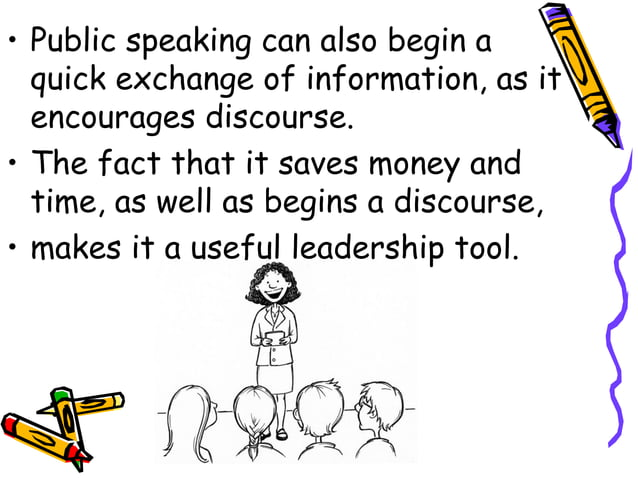 • Public speaking can also begin a
quick exchange of information, as it
encourages discourse.
• The fact that it saves money and
time, as well as begins a discourse,
• makes it a useful leadership tool.